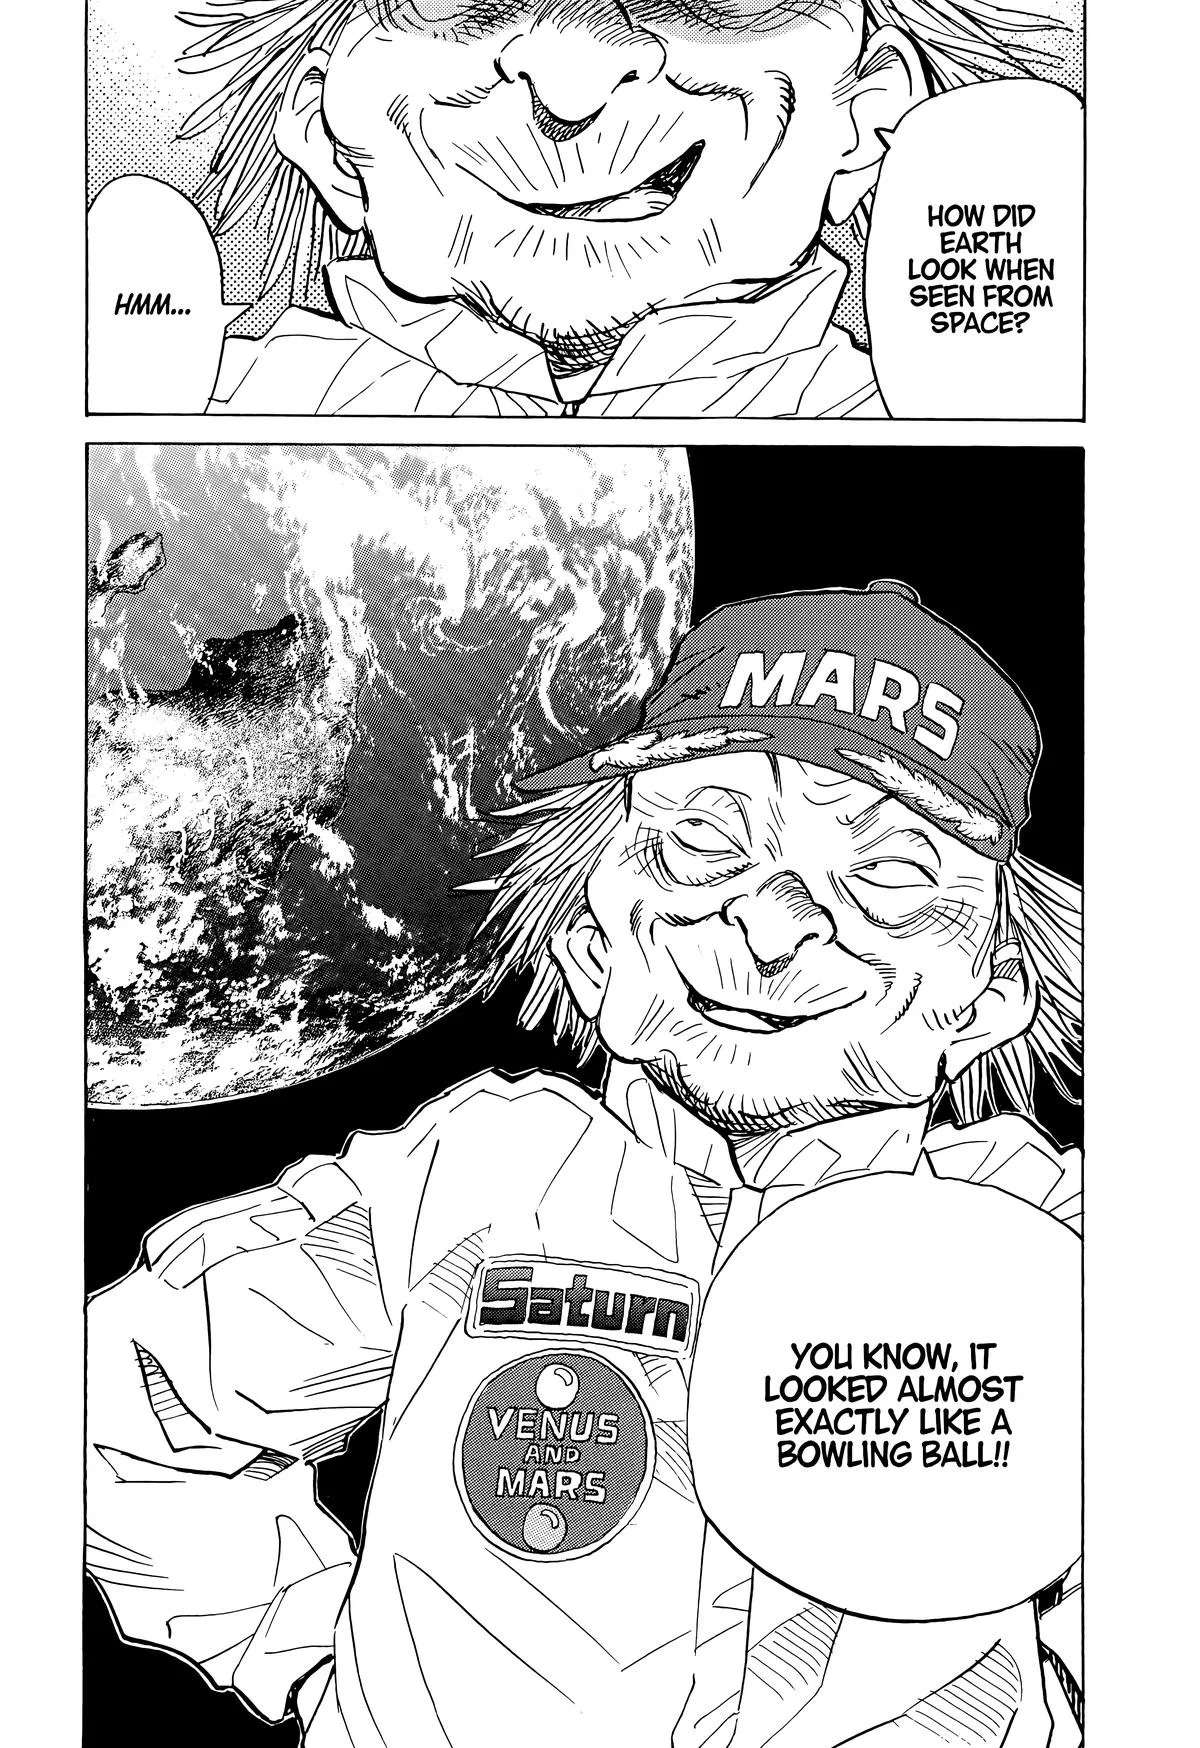 HOW DID
EARTH
LOOK WHEN
SEEN FROM
SPACE?
HMM...
MARS
Saturn
VENUS
AND
MARS
YOU KNOW, IT
LOOKED ALMOST
EXACTLY LIKE A
BOWLING BALL!!